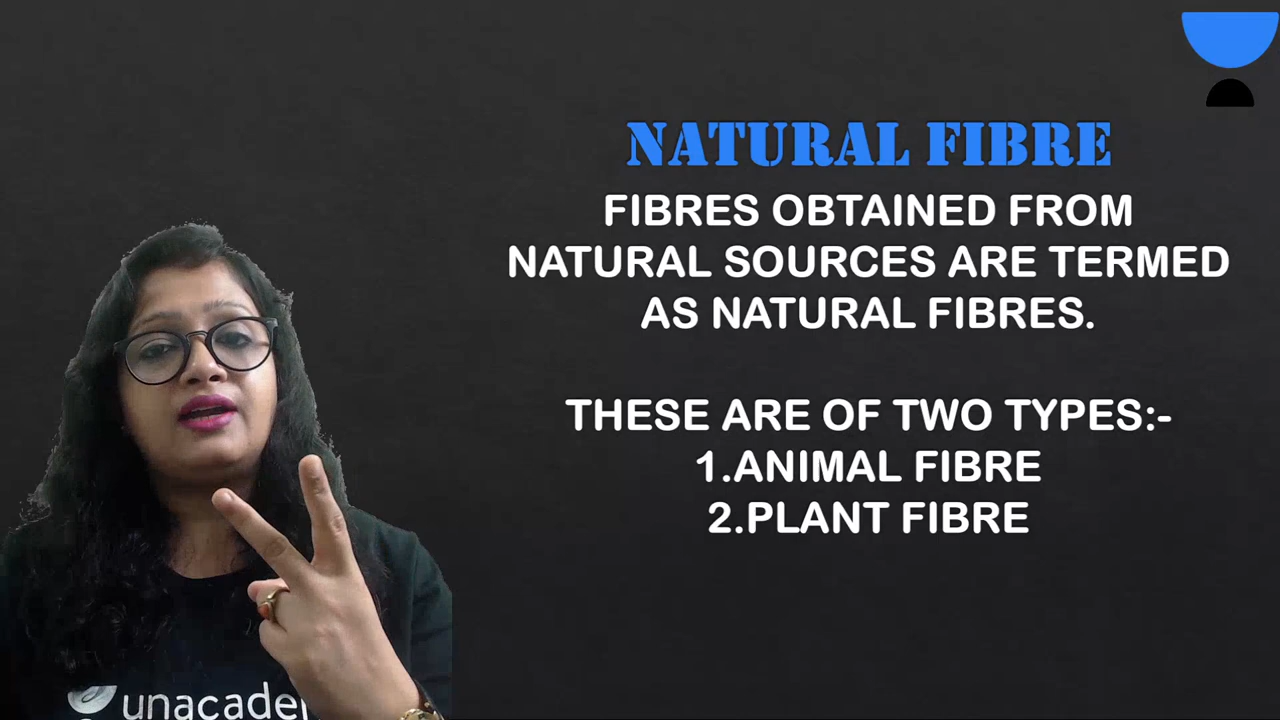 NATURAL FIBRE
FIBRES OBTAINED FROM
NATURAL SOURCES ARE TERMED
AS NATURAL FIBRES.
THESE ARE OF TWO TYPES:-
1.ANIMAL FIBRE
2.PLANT FIBRE
unacadem